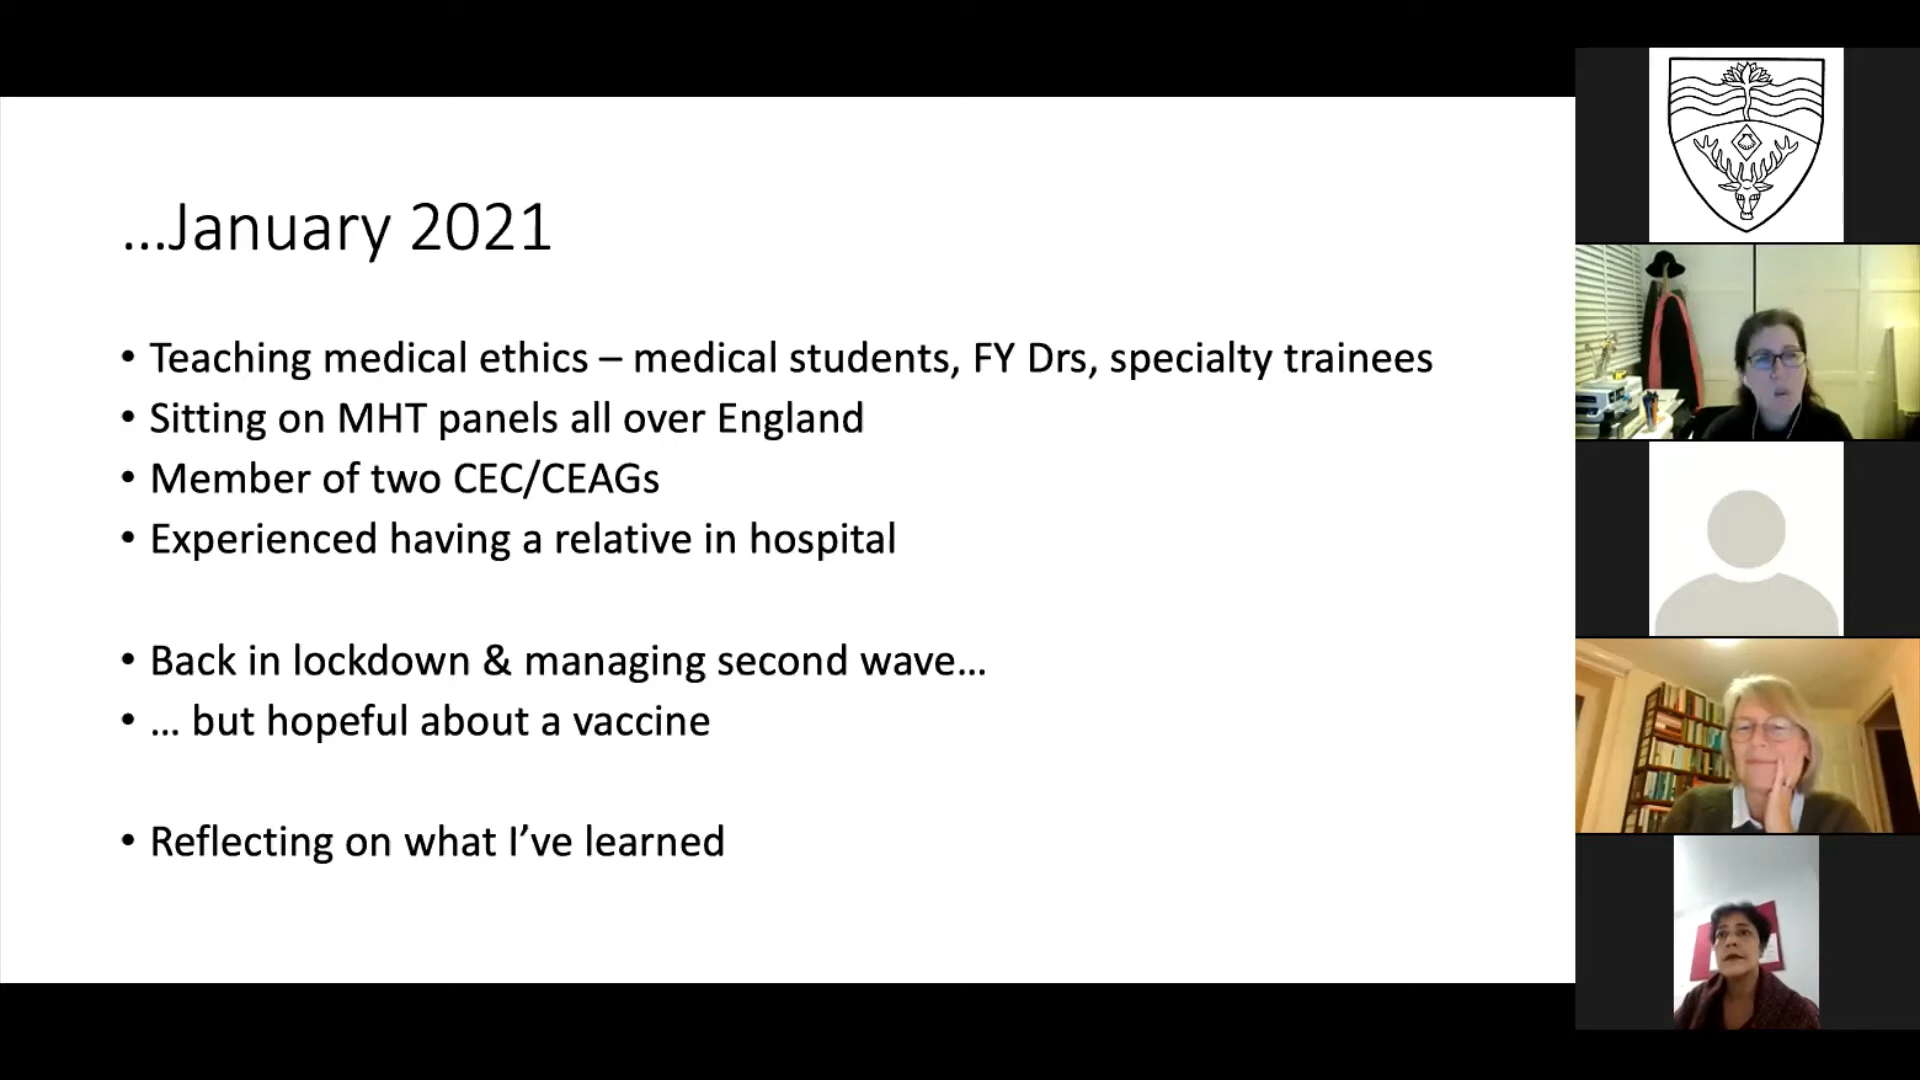 ...January 2021
• Teaching medical ethics – medical students, FY Drs, specialty trainees
• Sitting on MHT panels all over England
• Member of two CEC/CEAGs
• Experienced having a relative in hospital
• Back in lockdown & managing second wave...
• ... but hopeful about a vaccine
• Reflecting on what I’ve learned